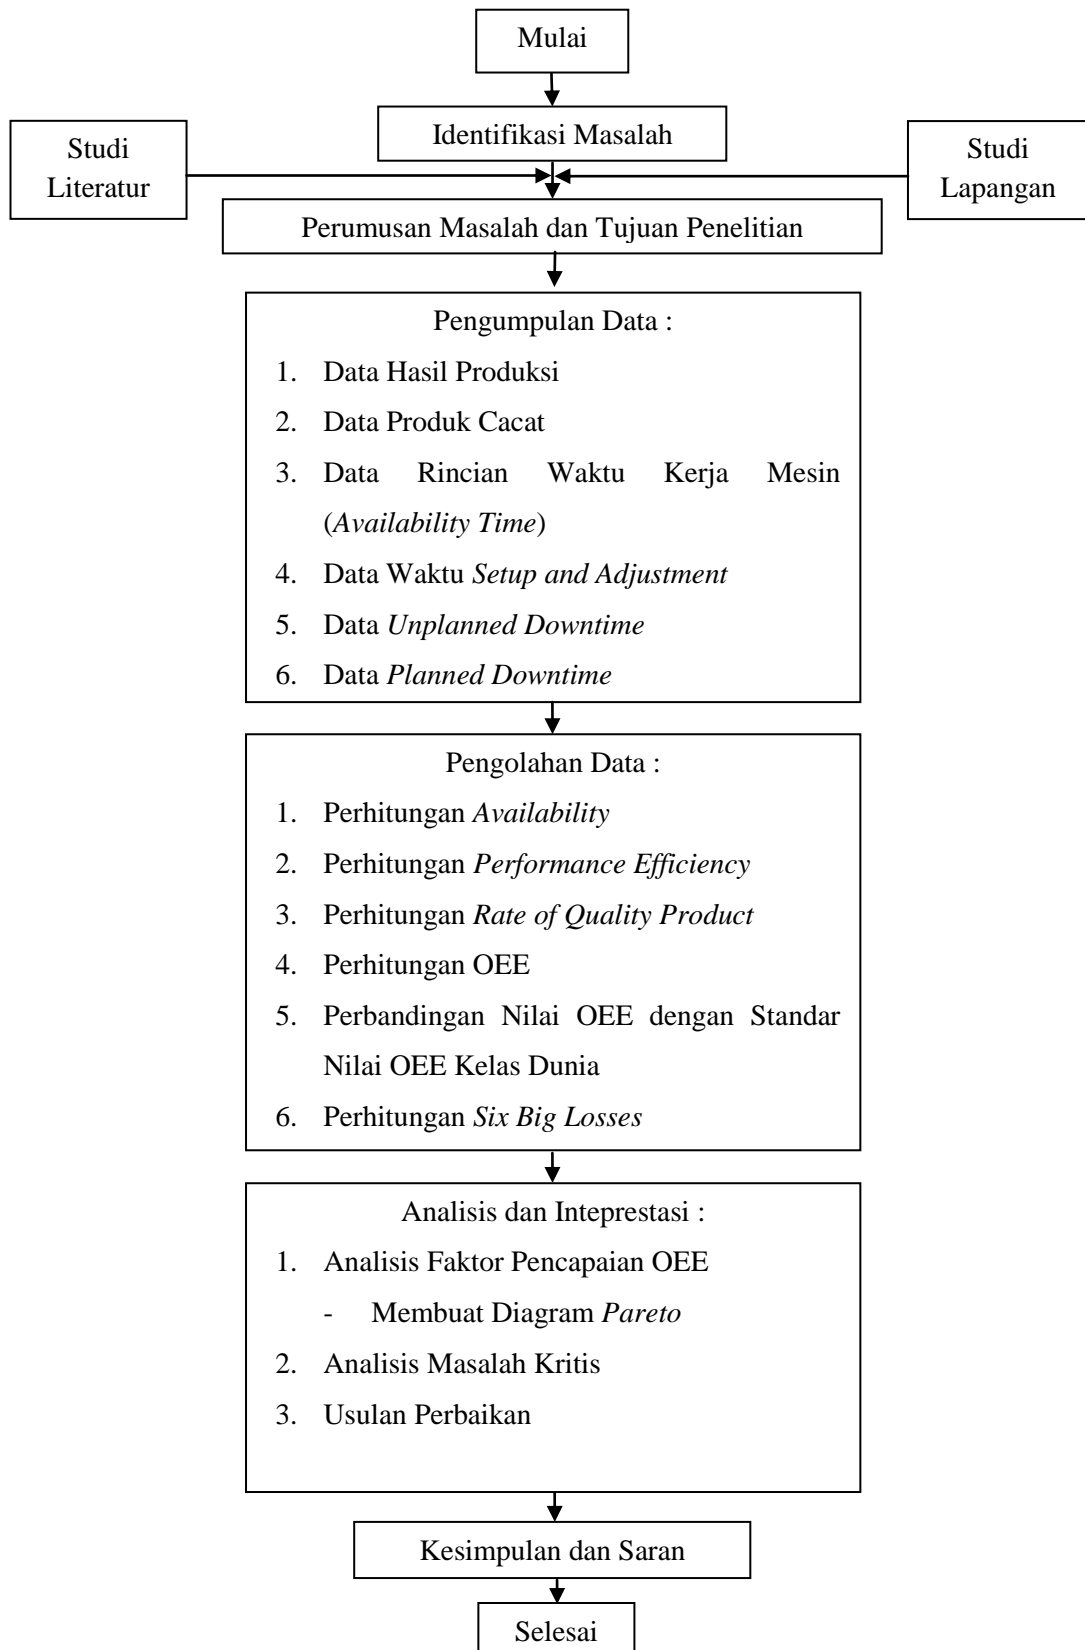 Mulai
Identifikasi Masalah
Studi
Literatur
Studi
Lapangan
Perumusan Masalah dan Tujuan Penelitian
Pengumpulan Data :
1. Data Hasil Produksi
2. Data Produk Cacat
3. Data Rincian Waktu Kerja Mesin
(Availability Time)
4. Data Waktu Setup and Adjustment
5. Data Unplanned Downtime
6. Data Planned Downtime
Pengolahan Data :
1. Perhitungan Availability
2. Perhitungan Performance Efficiency
3. Perhitungan Rate of Quality Product
4. Perhitungan OEE
5. Perbandingan Nilai OEE dengan Standar
Nilai OEE Kelas Dunia
6. Perhitungan Six Big Losses
Analisis dan Inteprestasi :
1. Analisis Faktor Pencapaian OEE
- Membuat Diagram Pareto
2. Analisis Masalah Kritis
3. Usulan Perbaikan
Kesimpulan dan Saran
Selesai